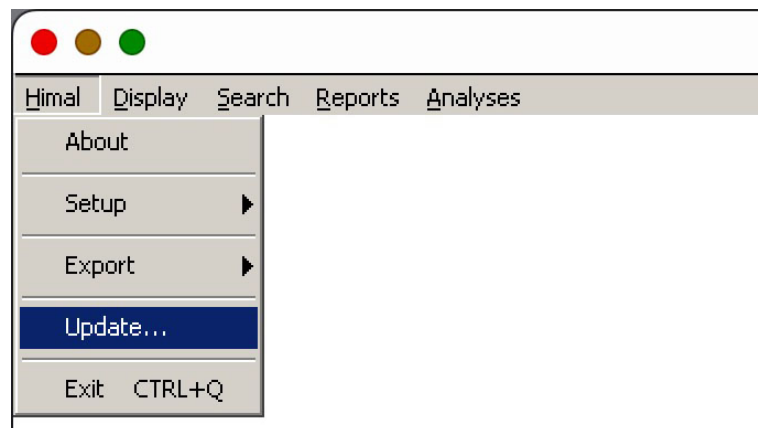 Himal Display Search Reports Analyses
About
Setup
Export
Update...
Exit CTRL+Q